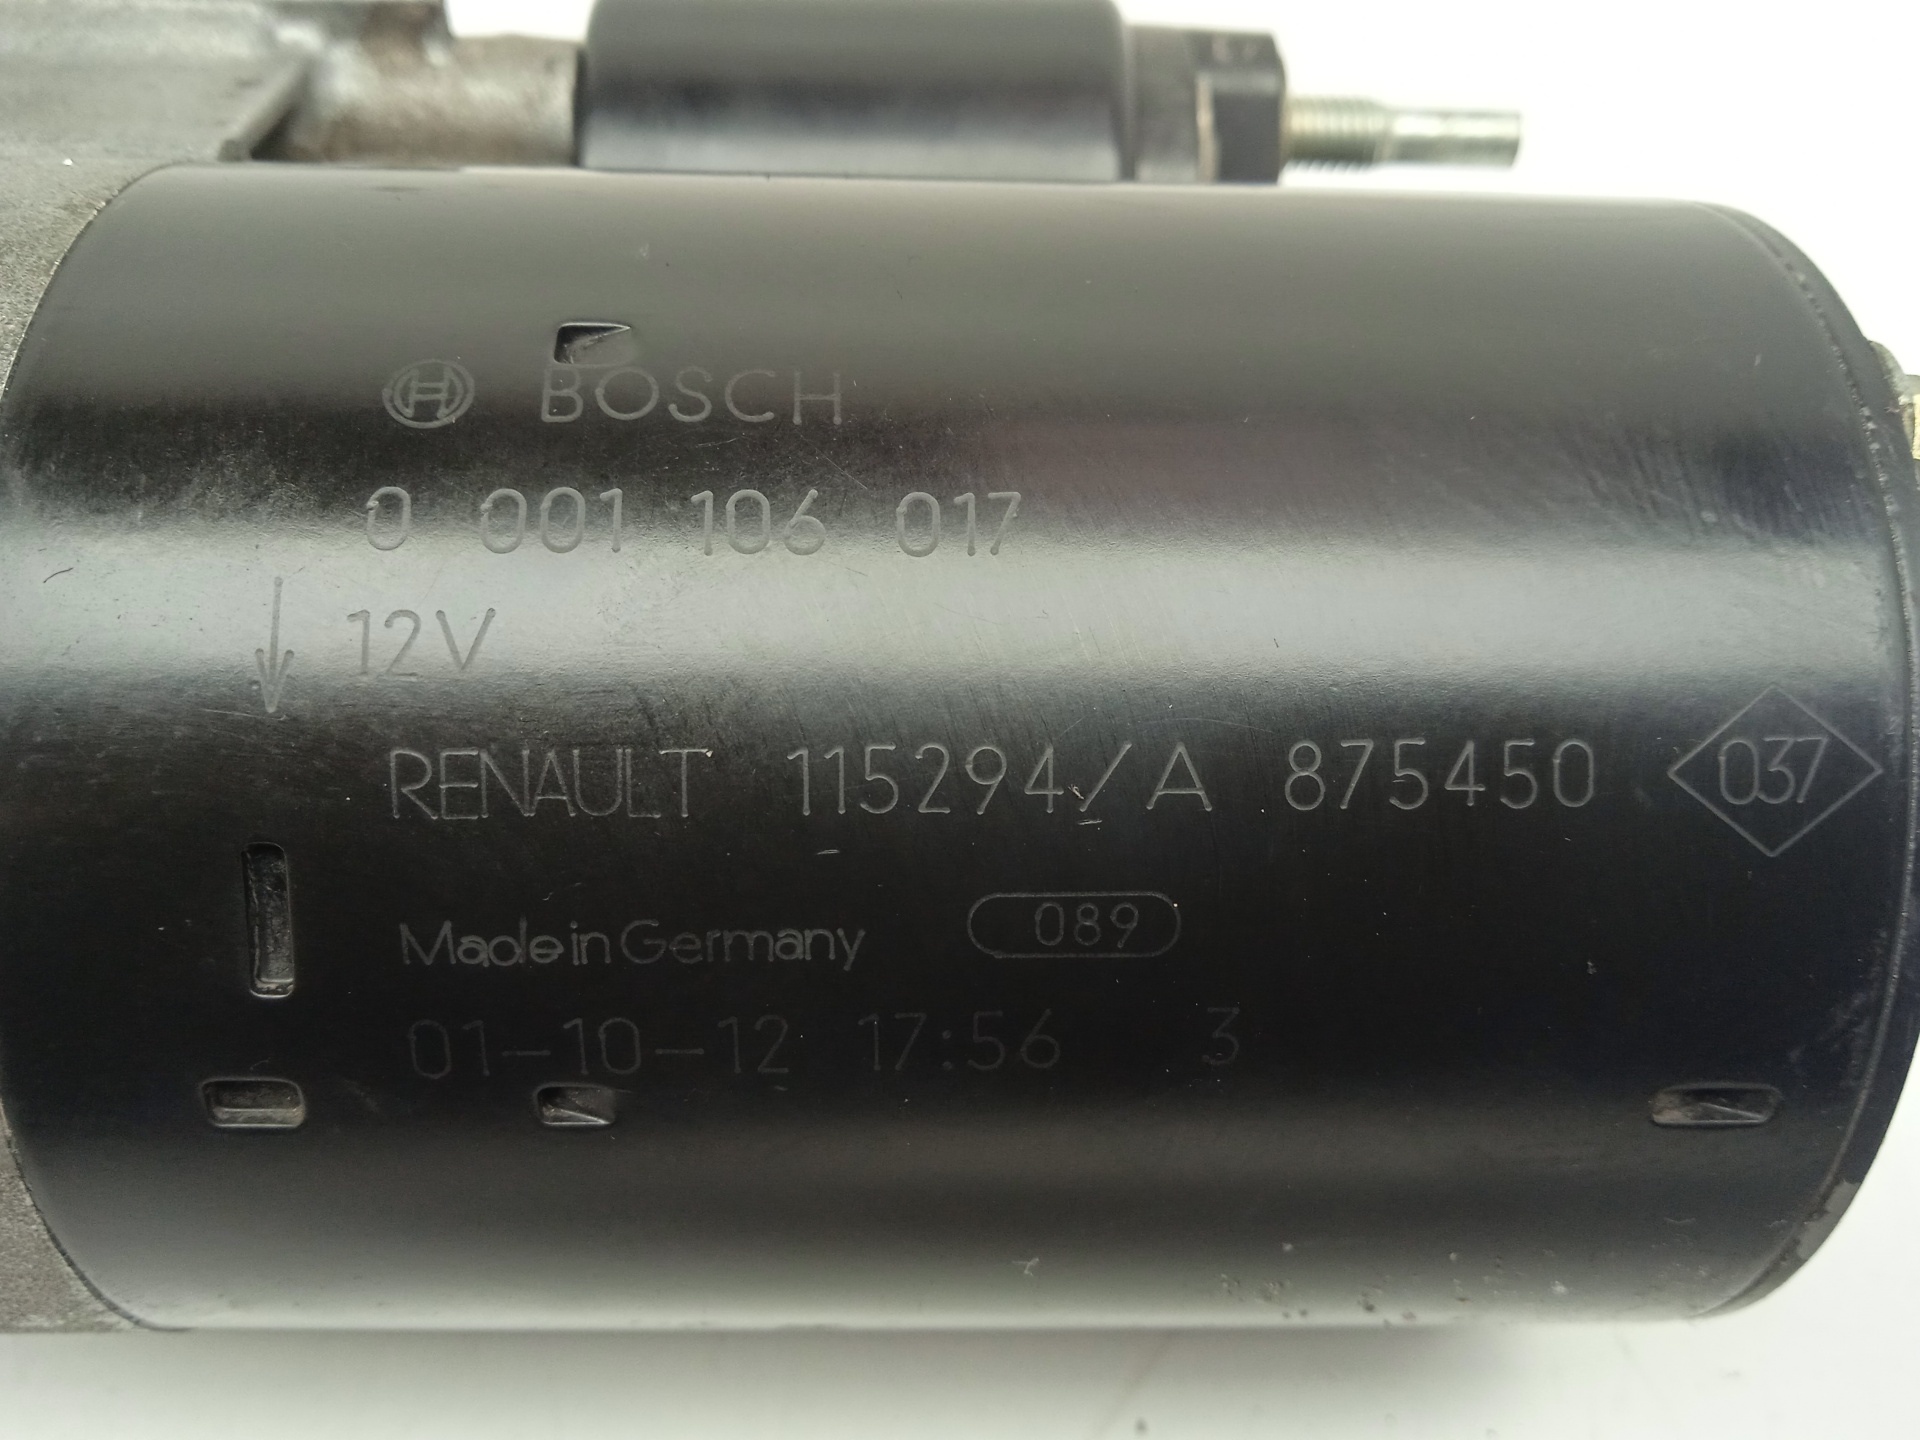 BOSCH
0 001 106 017
12V
RENAULT 115294/A 875450 037
Made in Germany 089
01-10-12 17:56 3